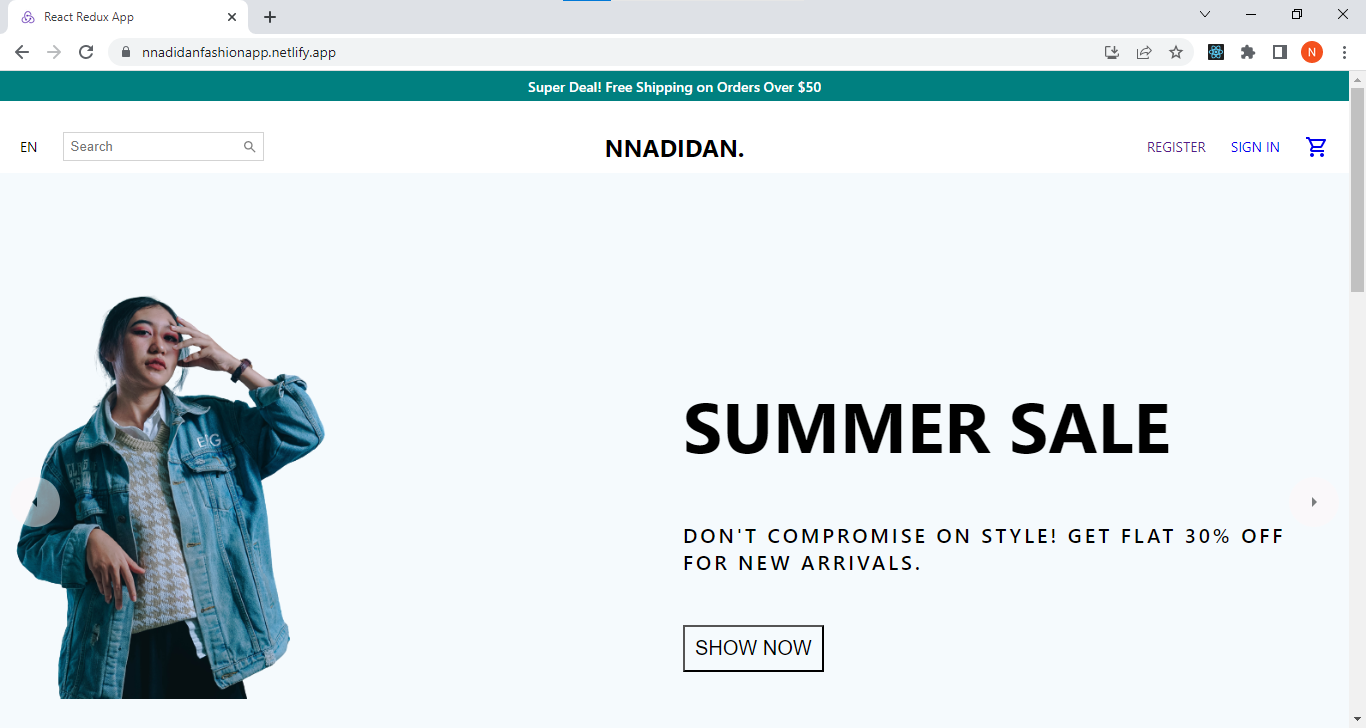 React Redux App
nnadidanfashionapp.netlify.app
N
Super Deal! Free Shipping on Orders Over $50
EN
Search
NNADIDAN.
REGISTER
SIGN IN
SUMMER SALE
DON'T COMPROMISE ON STYLE! GET FLAT 30% OFF
FOR NEW ARRIVALS.
SHOW NOW